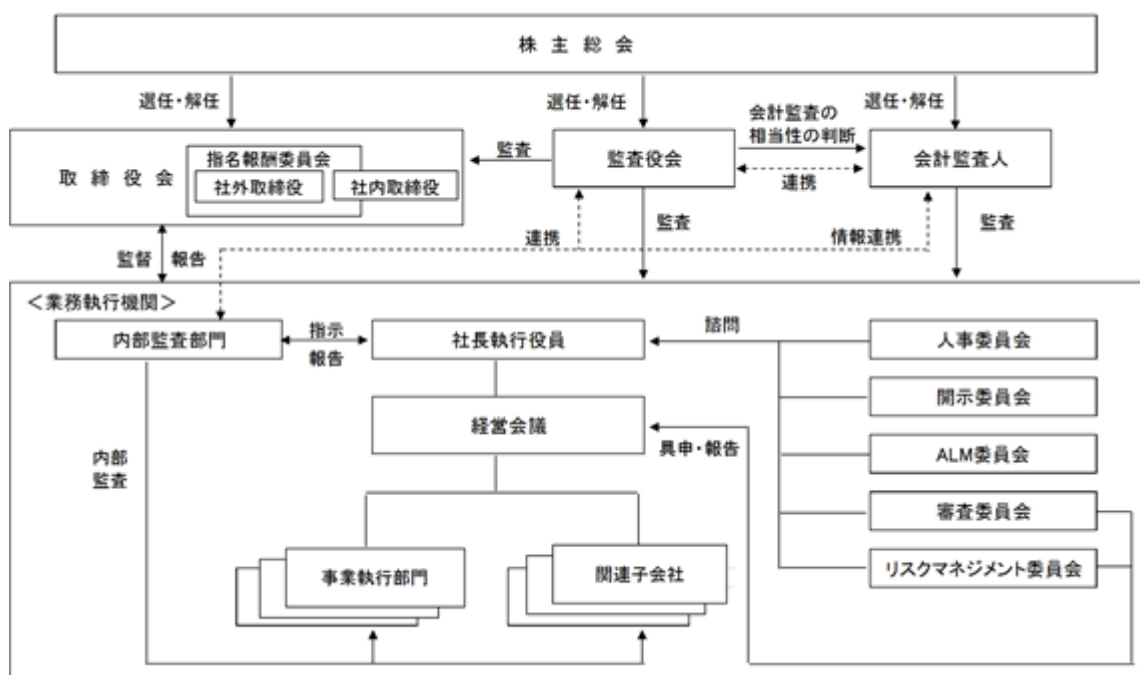 株主総会
選任・解任
選任・解任
選任・解任
会計監査の
相当性の判断
取締役会
指名報酬委員会
社外取締役
社内取締役
監査
監査役会
会計監査人
連携
連携
監査
情報連携
監査
監督
報告
＜業務執行機関＞
内部監査部門
指示
報告
社長執行役員
諮問
人事委員会
開示委員会
経営会議
具申・報告
ALM委員会
内部
監査
審査委員会
事業執行部門
関連子会社
リスクマネジメント委員会